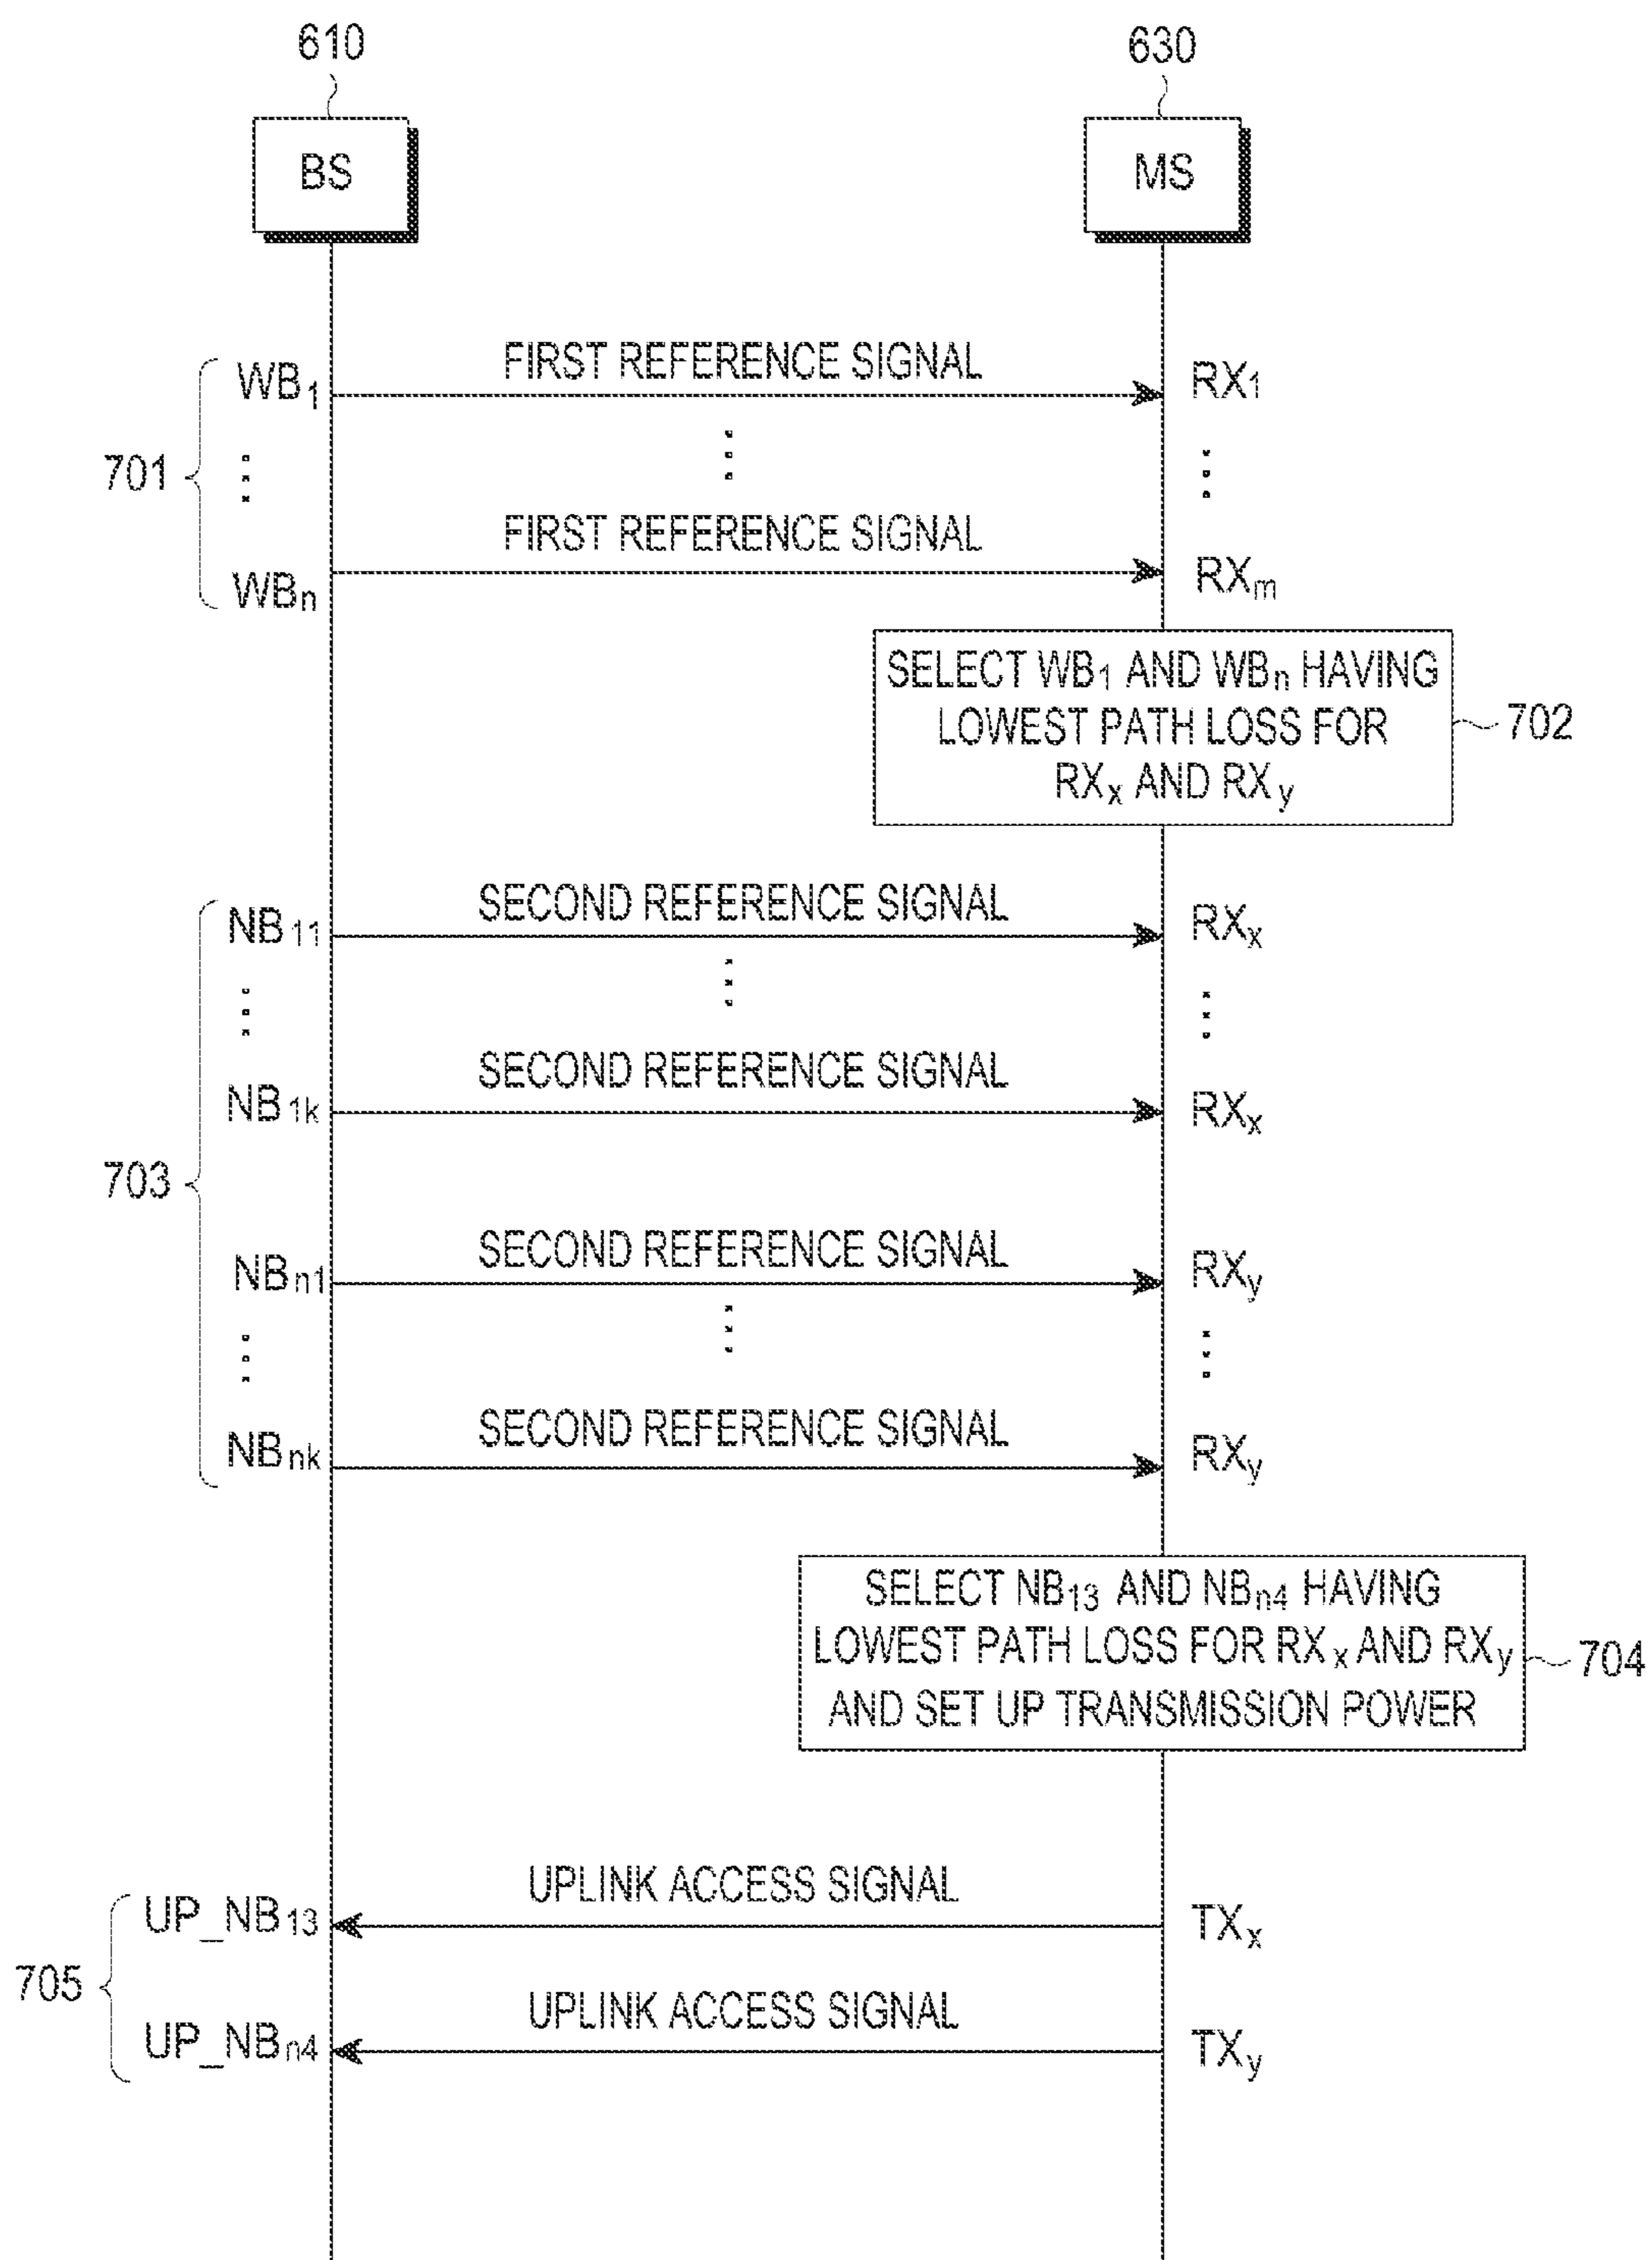 610
630
BS
MS
701
WB1
FIRST REFERENCE SIGNAL
RX1
WBn
FIRST REFERENCE SIGNAL
RXm
SELECT WB1 AND WBn HAVING
LOWEST PATH LOSS FOR
RXx AND RXy
702
703
NB11
SECOND REFERENCE SIGNAL
RXx
NB1k
SECOND REFERENCE SIGNAL
RXx
NBn1
SECOND REFERENCE SIGNAL
RXy
NBnk
SECOND REFERENCE SIGNAL
RXy
SELECT NB13 AND NBn4 HAVING
LOWEST PATH LOSS FOR RXx AND RXy
AND SET UP TRANSMISSION POWER
704
705
UP_NB13
UPLINK ACCESS SIGNAL
TXx
UP_NBn4
UPLINK ACCESS SIGNAL
TXy